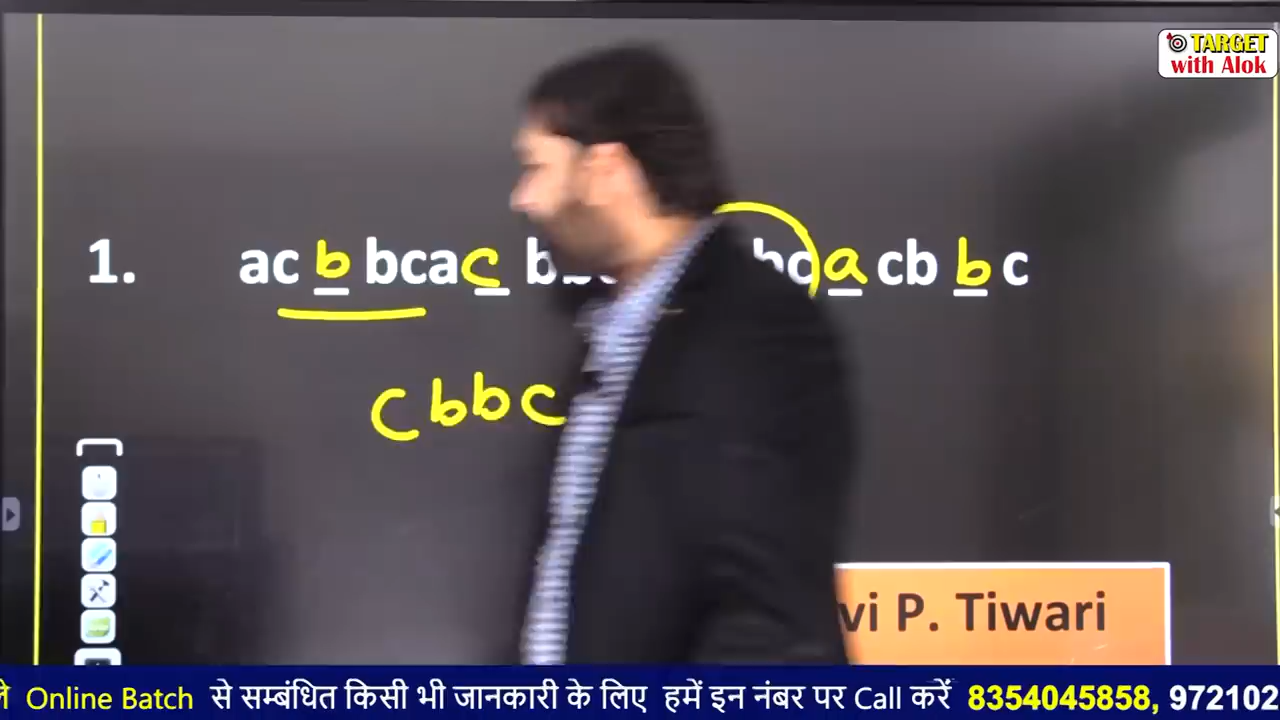 TARGET
with Alok
1. ac b bcac b bc a cb b c
cbbc
vi P. Tiwari
Online Batch से सम्बंधित किसी भी जानकारी के लिए हमें इन नंबर पर Call करें 8354045858, 972102